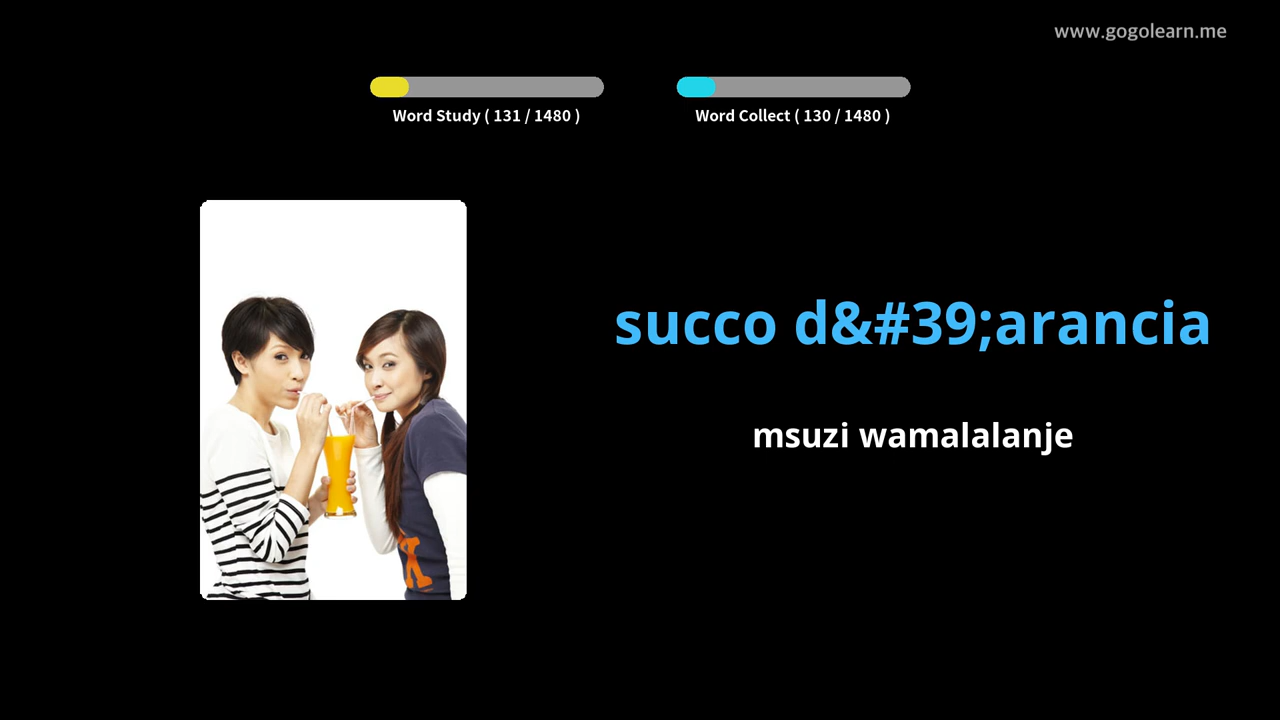 www.gogolearn.me
Word Study ( 131 / 1480 )
Word Collect ( 130 / 1480 )
succo d&#39;arancia
msuzi wamalalanje